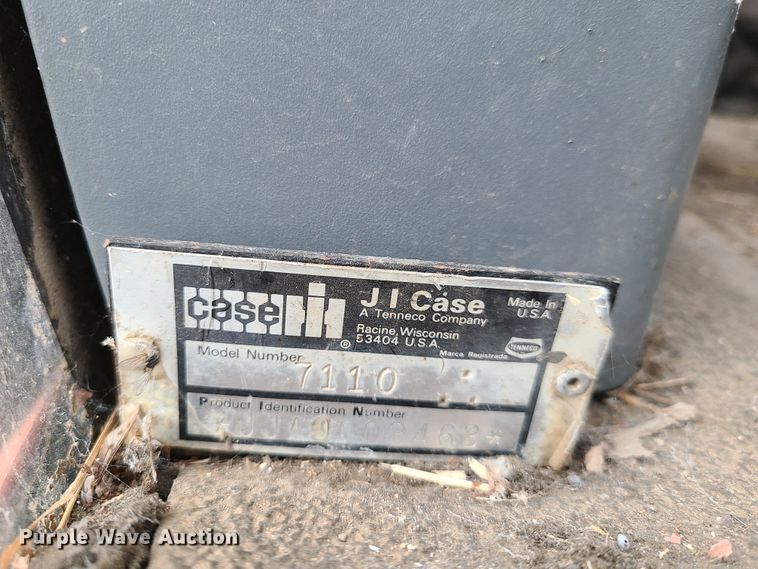 case IH
J I Case
A Tenneco Company
Racine, Wisconsin
53404 U.S.A.
Made In
U.S.A.
Marca Registrada
TENNECO
®
Model Number
7110
Product Identification Number
Purple Wave Auction